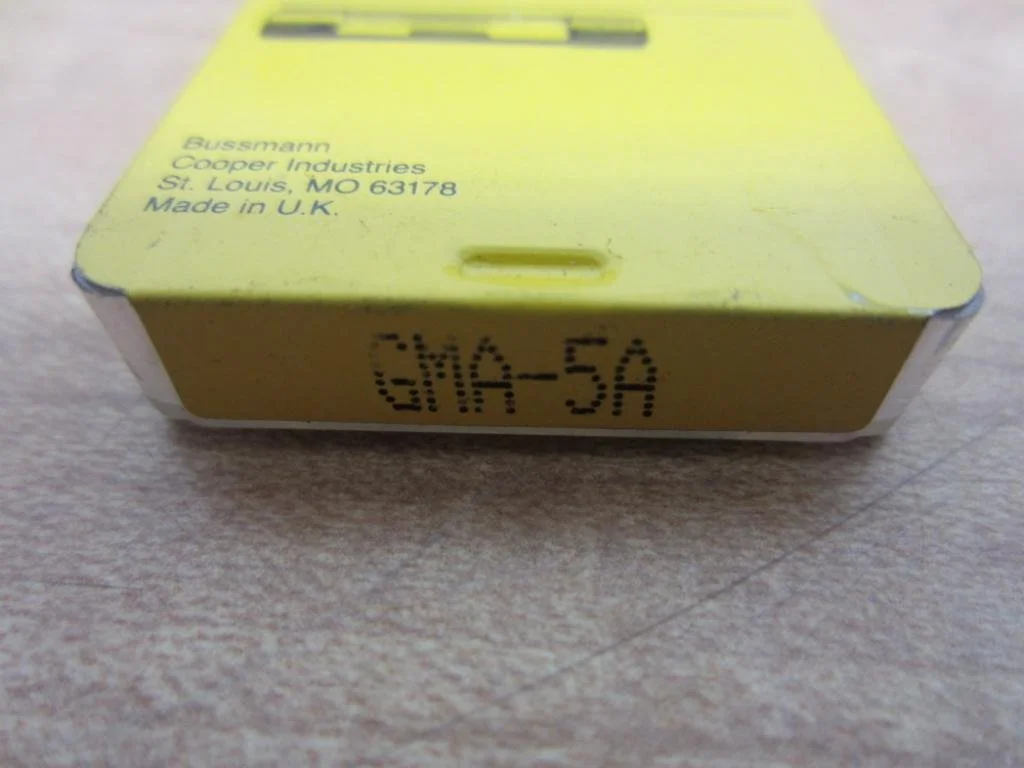 Bussmann
Cooper Industries
St. Louis, MO 63178
Made in U.K.
GMA-5A